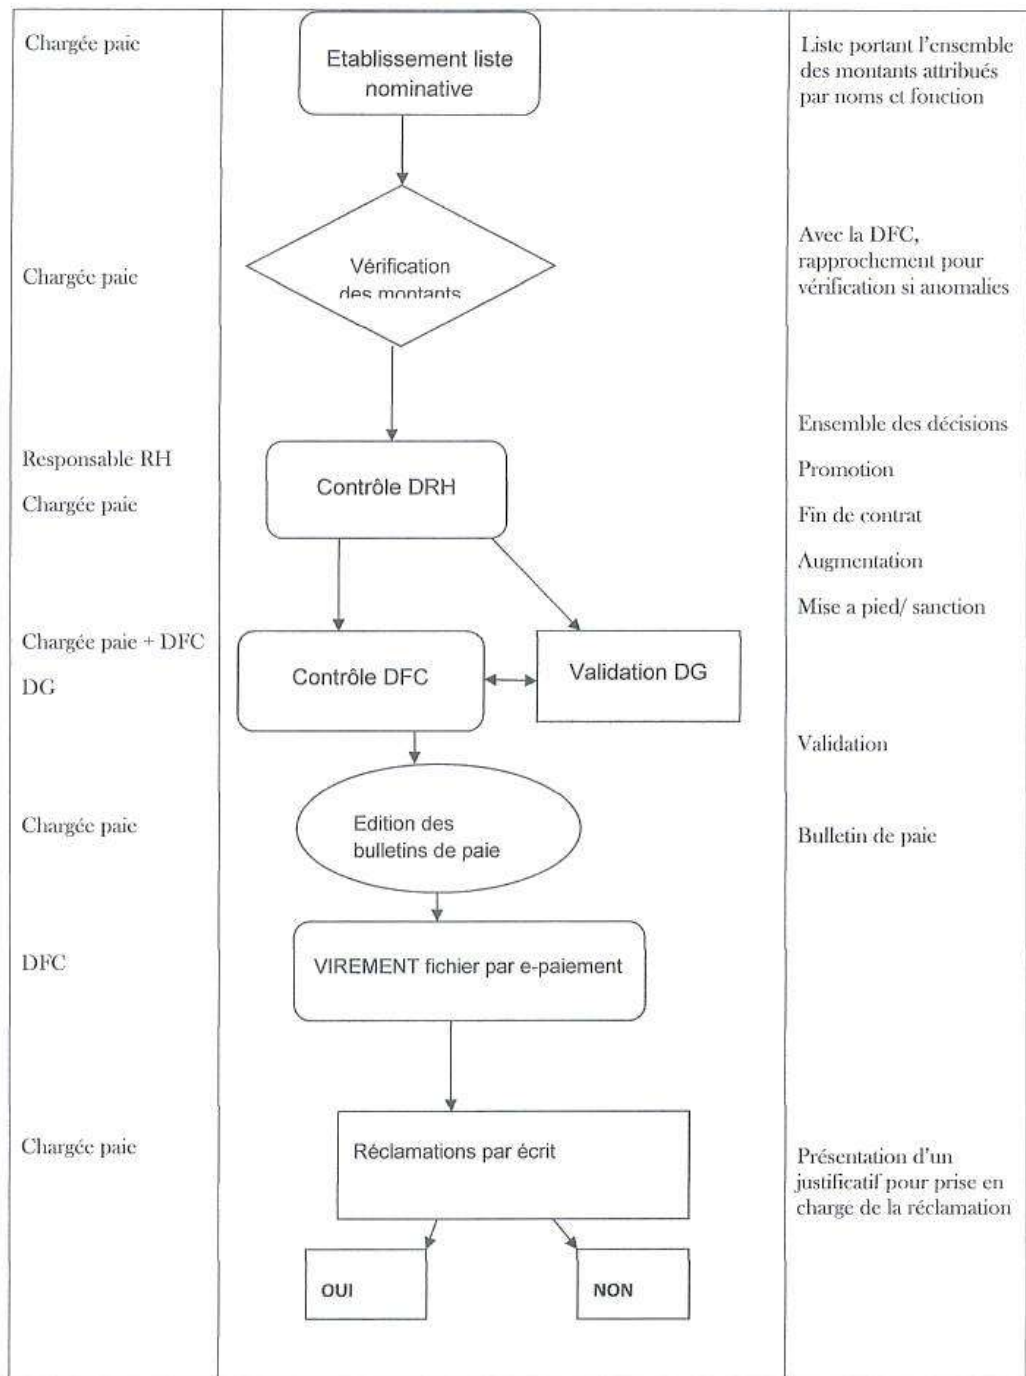 Chargée paie
Etablissement liste
nominative
Liste portant l'ensemble
des montants attribués
par noms et fonction
Chargée paie
Vérification
des montants
Avec la DFC,
rapprochement pour
vérification si anomalies
Responsable RH
Chargée paie
Contrôle DRH
Ensemble des décisions
Promotion
Fin de contrat
Augmentation
Mise a pied/ sanction
Chargée paie + DFC
DG
Contrôle DFC
Validation DG
Validation
Chargée paie
Edition des
bulletins de paie
Bulletin de paie
DFC
VIREMENT fichier par e-paiement
Chargée paie
Réclamations par écrit
Présentation d'un
justificatif pour prise en
charge de la réclamation
OUI
NON